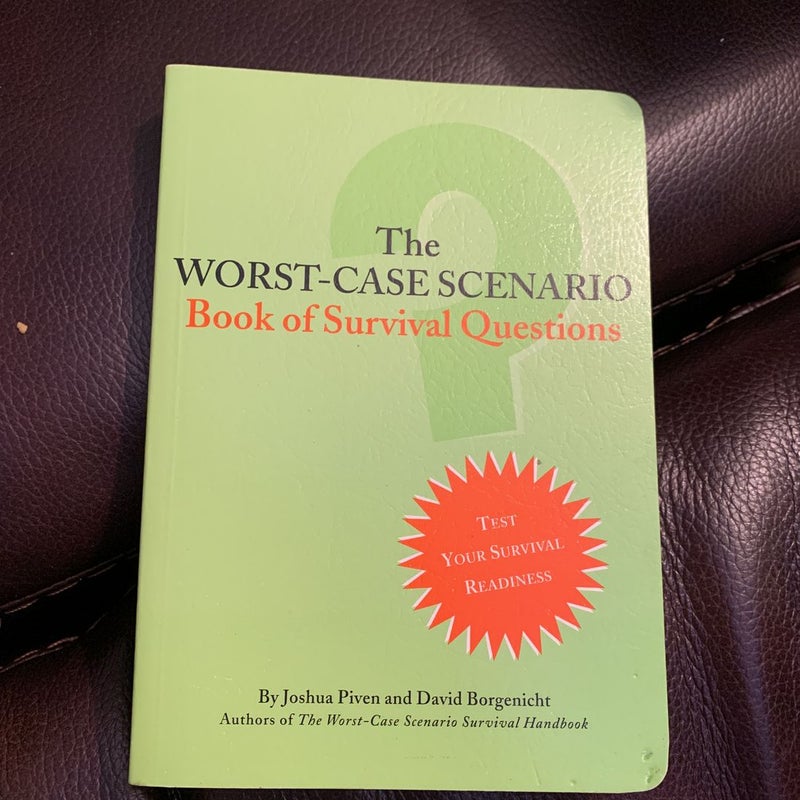 The
WORST-CASE SCENARIO
Book of Survival Questions
TEST
YOUR SURVIVAL
READINESS
By Joshua Piven and David Borgenicht
Authors of The Worst-Case Scenario Survival Handbook